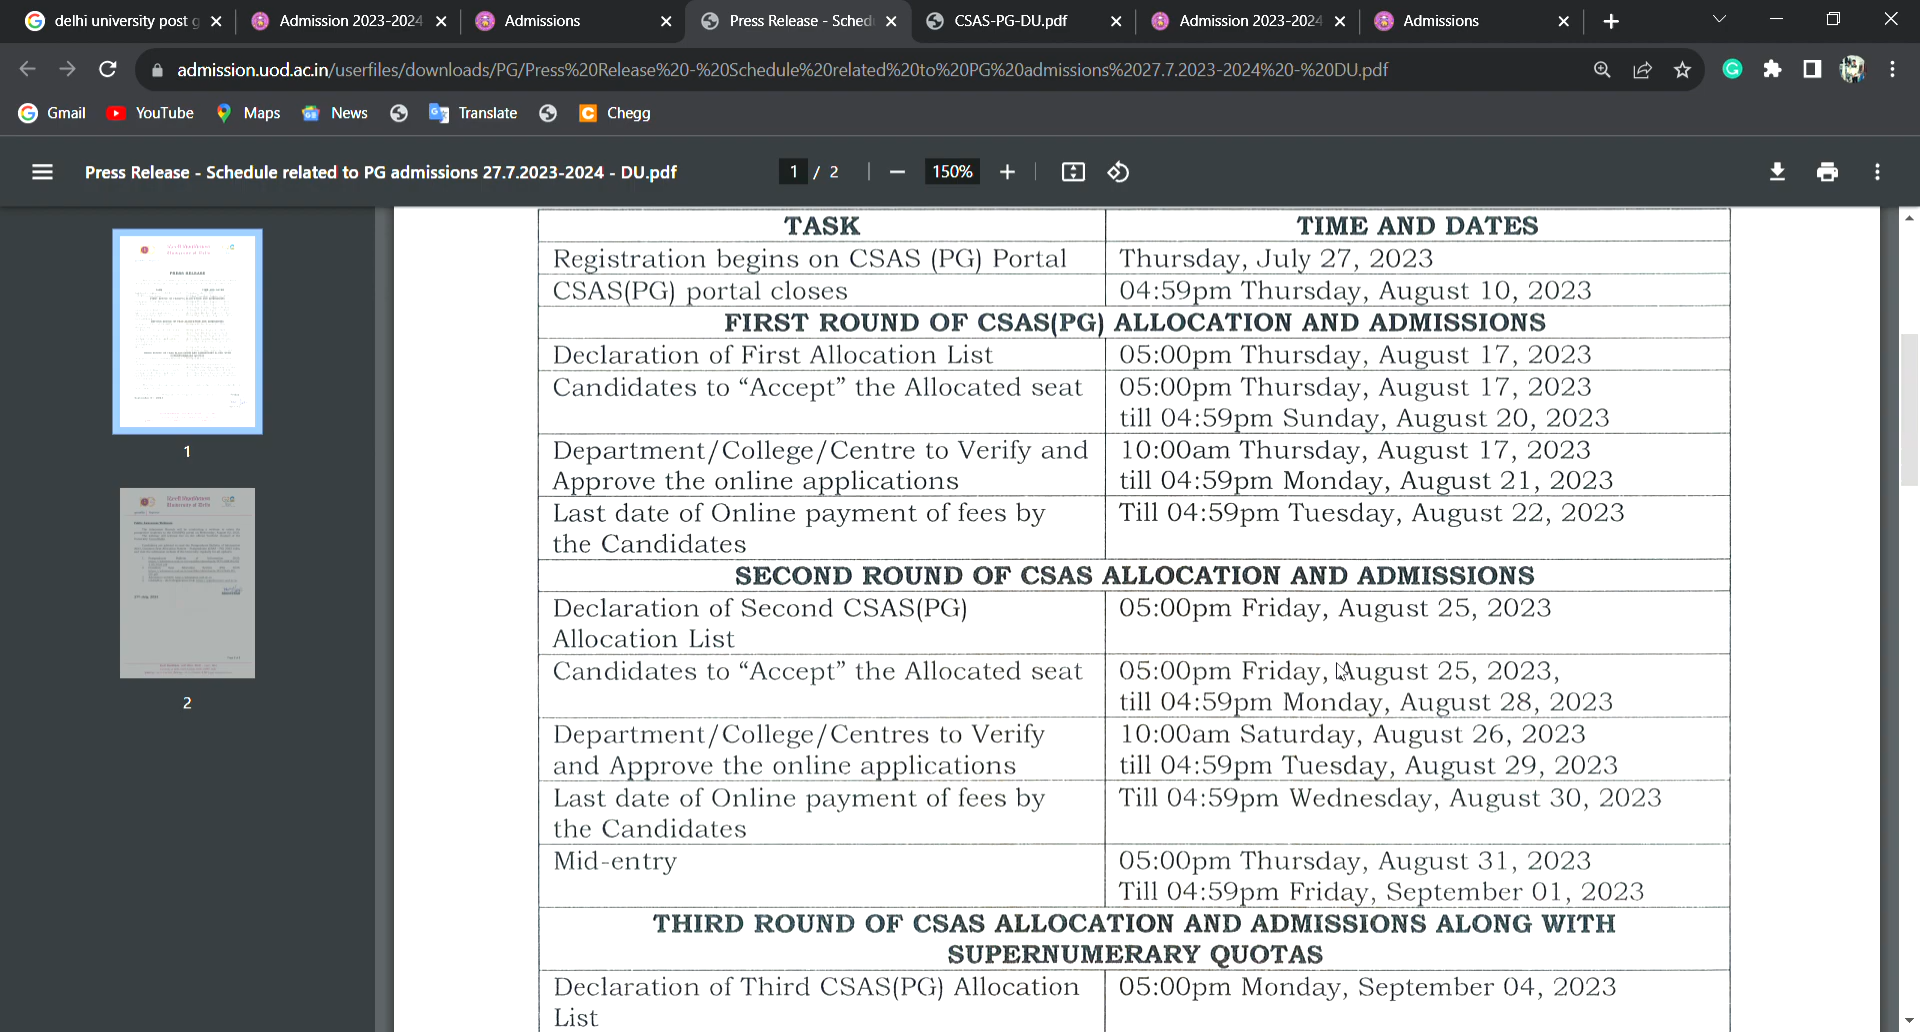 delhi university post g
Admission 2023-2024
Admissions
Press Release - Sched
CSAS-PG-DU.pdf
Admission 2023-2024
Admissions
admission.uod.ac.in/userfiles/downloads/PG/Press%20Release%20-%20Schedule%20related%20to%20PG%20admissions%2027.7.2023-2024%20-%20DU.pdf
Gmail
YouTube
Maps
News
Translate
Chegg
Press Release - Schedule related to PG admissions 27.7.2023-2024 - DU.pdf
1 / 2
150%
PRESS RELEASE
1
2
TASK TIME AND DATES
Registration begins on CSAS (PG) Portal Thursday, July 27, 2023
CSAS(PG) portal closes 04:59pm Thursday, August 10, 2023
FIRST ROUND OF CSAS(PG) ALLOCATION AND ADMISSIONS
Declaration of First Allocation List 05:00pm Thursday, August 17, 2023
Candidates to “Accept” the Allocated seat 05:00pm Thursday, August 17, 2023
till 04:59pm Sunday, August 20, 2023
Department/College/Centre to Verify and 10:00am Thursday, August 17, 2023
Approve the online applications till 04:59pm Monday, August 21, 2023
Last date of Online payment of fees by Till 04:59pm Tuesday, August 22, 2023
the Candidates
SECOND ROUND OF CSAS ALLOCATION AND ADMISSIONS
Declaration of Second CSAS(PG) 05:00pm Friday, August 25, 2023
Allocation List
Candidates to “Accept” the Allocated seat 05:00pm Friday, August 25, 2023,
till 04:59pm Monday, August 28, 2023
Department/College/Centres to Verify 10:00am Saturday, August 26, 2023
and Approve the online applications till 04:59pm Tuesday, August 29, 2023
Last date of Online payment of fees by Till 04:59pm Wednesday, August 30, 2023
the Candidates
Mid-entry 05:00pm Thursday, August 31, 2023
Till 04:59pm Friday, September 01, 2023
THIRD ROUND OF CSAS ALLOCATION AND ADMISSIONS ALONG WITH
SUPERNUMERARY QUOTAS
Declaration of Third CSAS(PG) Allocation 05:00pm Monday, September 04, 2023
List